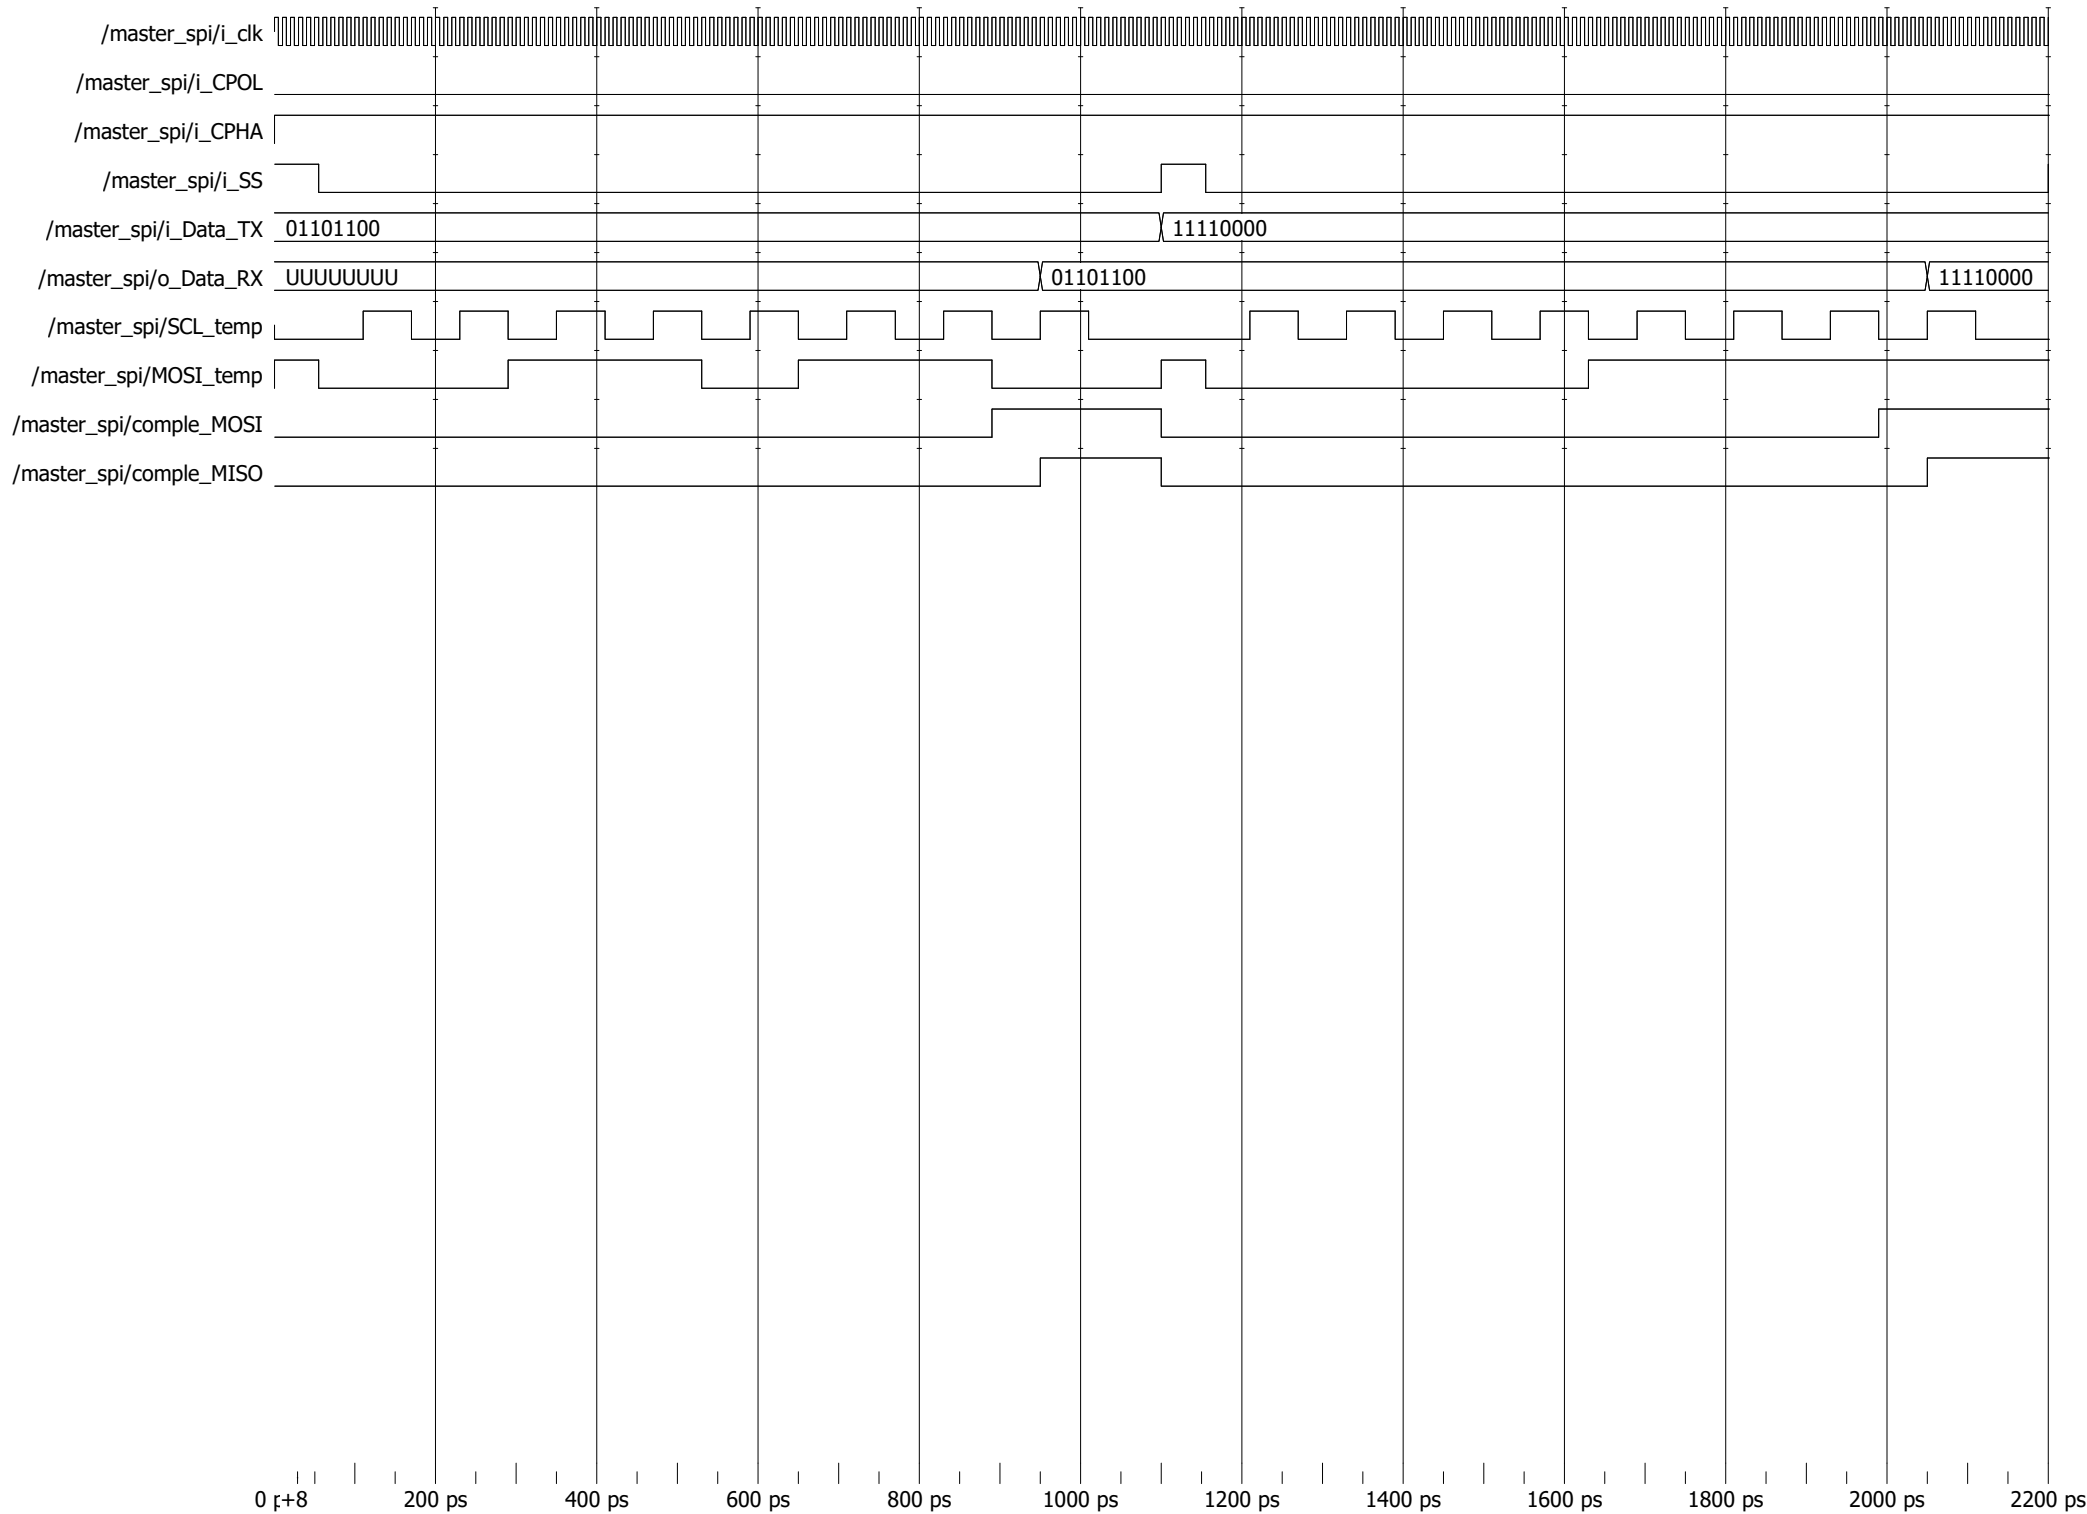 /master_spi/i_clk
/master_spi/i_CPOL
/master_spi/i_CPHA
/master_spi/i_SS
/master_spi/i_Data_TX 01101100 11110000
/master_spi/o_Data_RX UUUUUUUU 01101100 11110000
/master_spi/SCL_temp
/master_spi/MOSI_temp
/master_spi/comple_MOSI
/master_spi/comple_MISO
0 +8 200 ps 400 ps 600 ps 800 ps 1000 ps 1200 ps 1400 ps 1600 ps 1800 ps 2000 ps 2200 ps